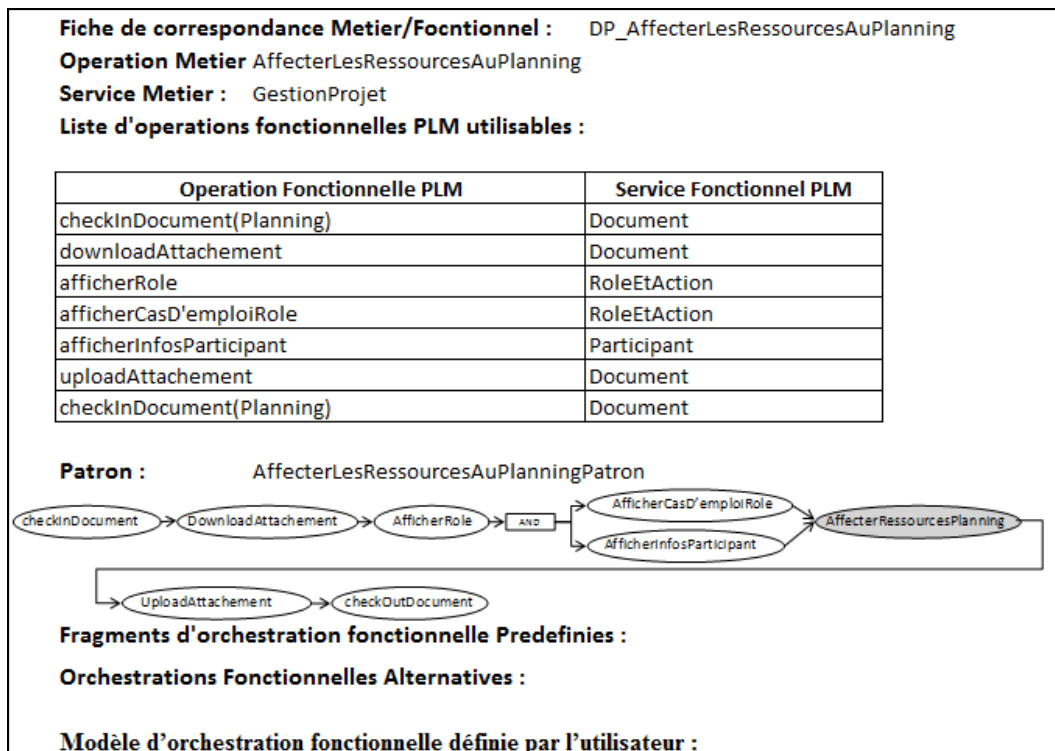 Fiche de correspondance Metier/Focntionnel : DP_AffecterLesRessourcesAuPlanning
Operation Metier AffecterLesRessourcesAuPlanning
Service Metier : GestionProjet
Liste d'operations fonctionnelles PLM utilisables :
Operation Fonctionnelle PLM Service Fonctionnel PLM
checkInDocument(Planning) Document
downloadAttachement Document
afficherRole RoleEtAction
afficherCasD'emploiRole RoleEtAction
afficherInfosParticipant Participant
uploadAttachement Document
checkInDocument(Planning) Document
Patron : AffecterLesRessourcesAuPlanningPatron
AfficherCasD'emploiRole
checkInDocument DownloadAttachement AfficherRole AND AffecterRessourcesPlanning
AfficherInfosParticipant
UploadAttachement checkOutDocument
Fragments d'orchestration fonctionnelle Predefinies :
Orchestrations Fonctionnelles Alternatives :
Modèle d'orchestration fonctionnelle définie par l'utilisateur :